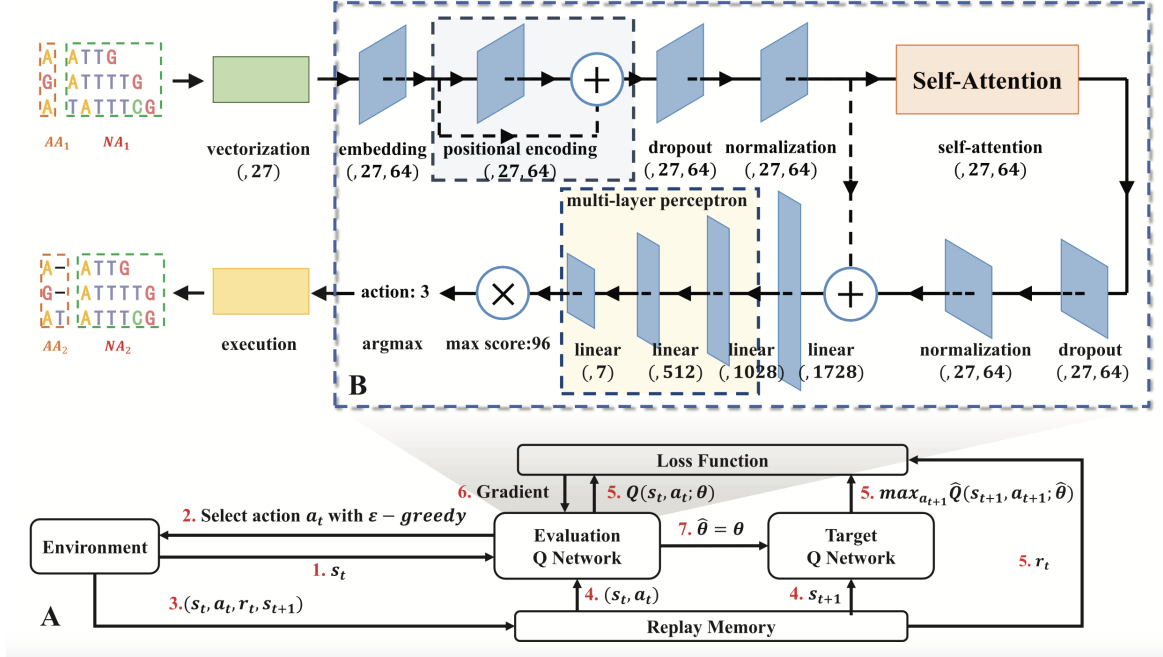 A ATTG
G ATTTTG
A TATTTCG
AA₁ NA₁
vectorization
(,27)
embedding
(,27,64)
positional encoding
(,27,64)
dropout
(,27,64)
normalization
(,27,64)
Self-Attention
self-attention
(,27,64)
multi-layer perceptron
A- ATTG
G- ATTTTG
AT ATTTCG
AA₂ NA₂
execution
action: 3
argmax
max score:96
linear
(,7)
linear
(,512)
linear
(,1028)
linear
(,1728)
normalization
(,27,64)
dropout
(,27,64)
B
Loss Function
6. Gradient
5. Q(sₜ, aₜ; θ)
5. maxₐₜ₊₁Q̂(sₜ₊₁, aₜ₊₁; θ̂)
2. Select action aₜ with ε − greedy
Environment
Evaluation
Q Network
7. θ̂ = θ
Target
Q Network
1. sₜ
5. rₜ
3.(sₜ, aₜ, rₜ, sₜ₊₁)
4. (sₜ, aₜ)
4. sₜ₊₁
A
Replay Memory